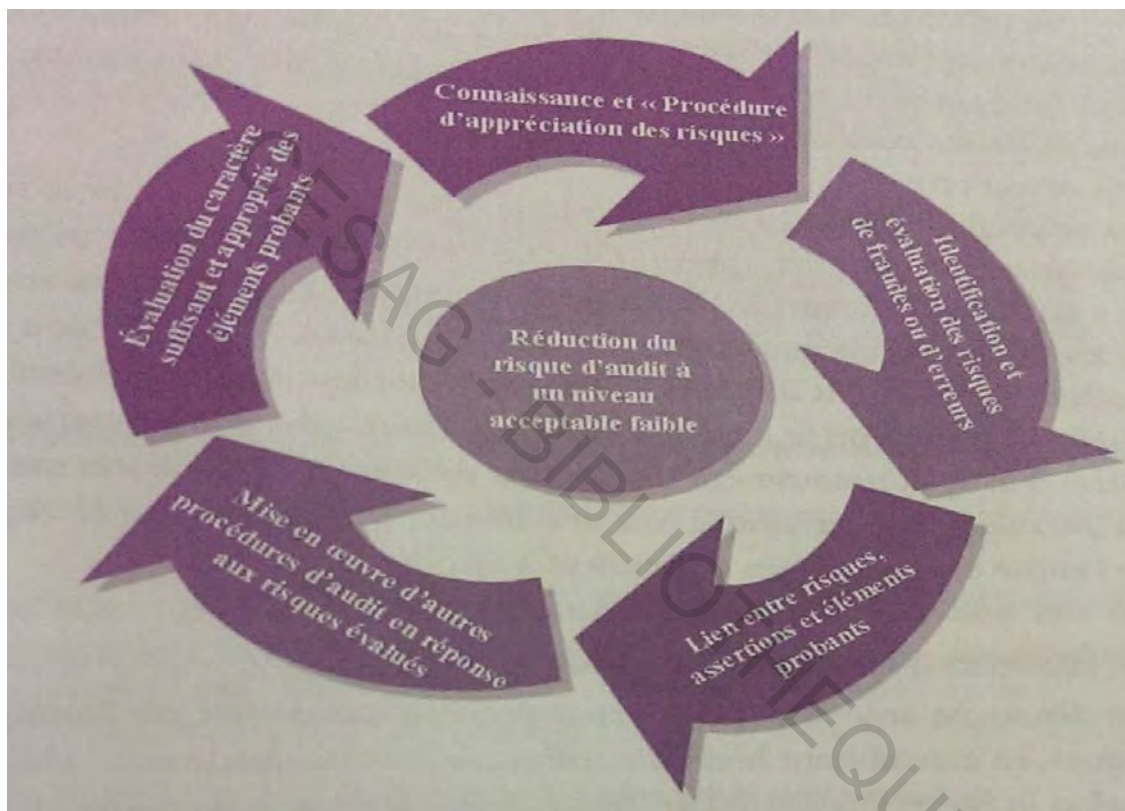 Connaissance et « Procédure
d'appréciation des risques »
Identification et
évaluation des risques
de fraudes ou d'erreurs
Lien entre risques,
assertions et éléments
probants
Mise en œuvre d'autres
procédures d'audit en réponse
aux risques évalués
Évaluation du caractère
suffisant et approprié des
éléments probants
Réduction du
risque d'audit à
un niveau
acceptable faible
CESAG - BIBLIOTHEQU